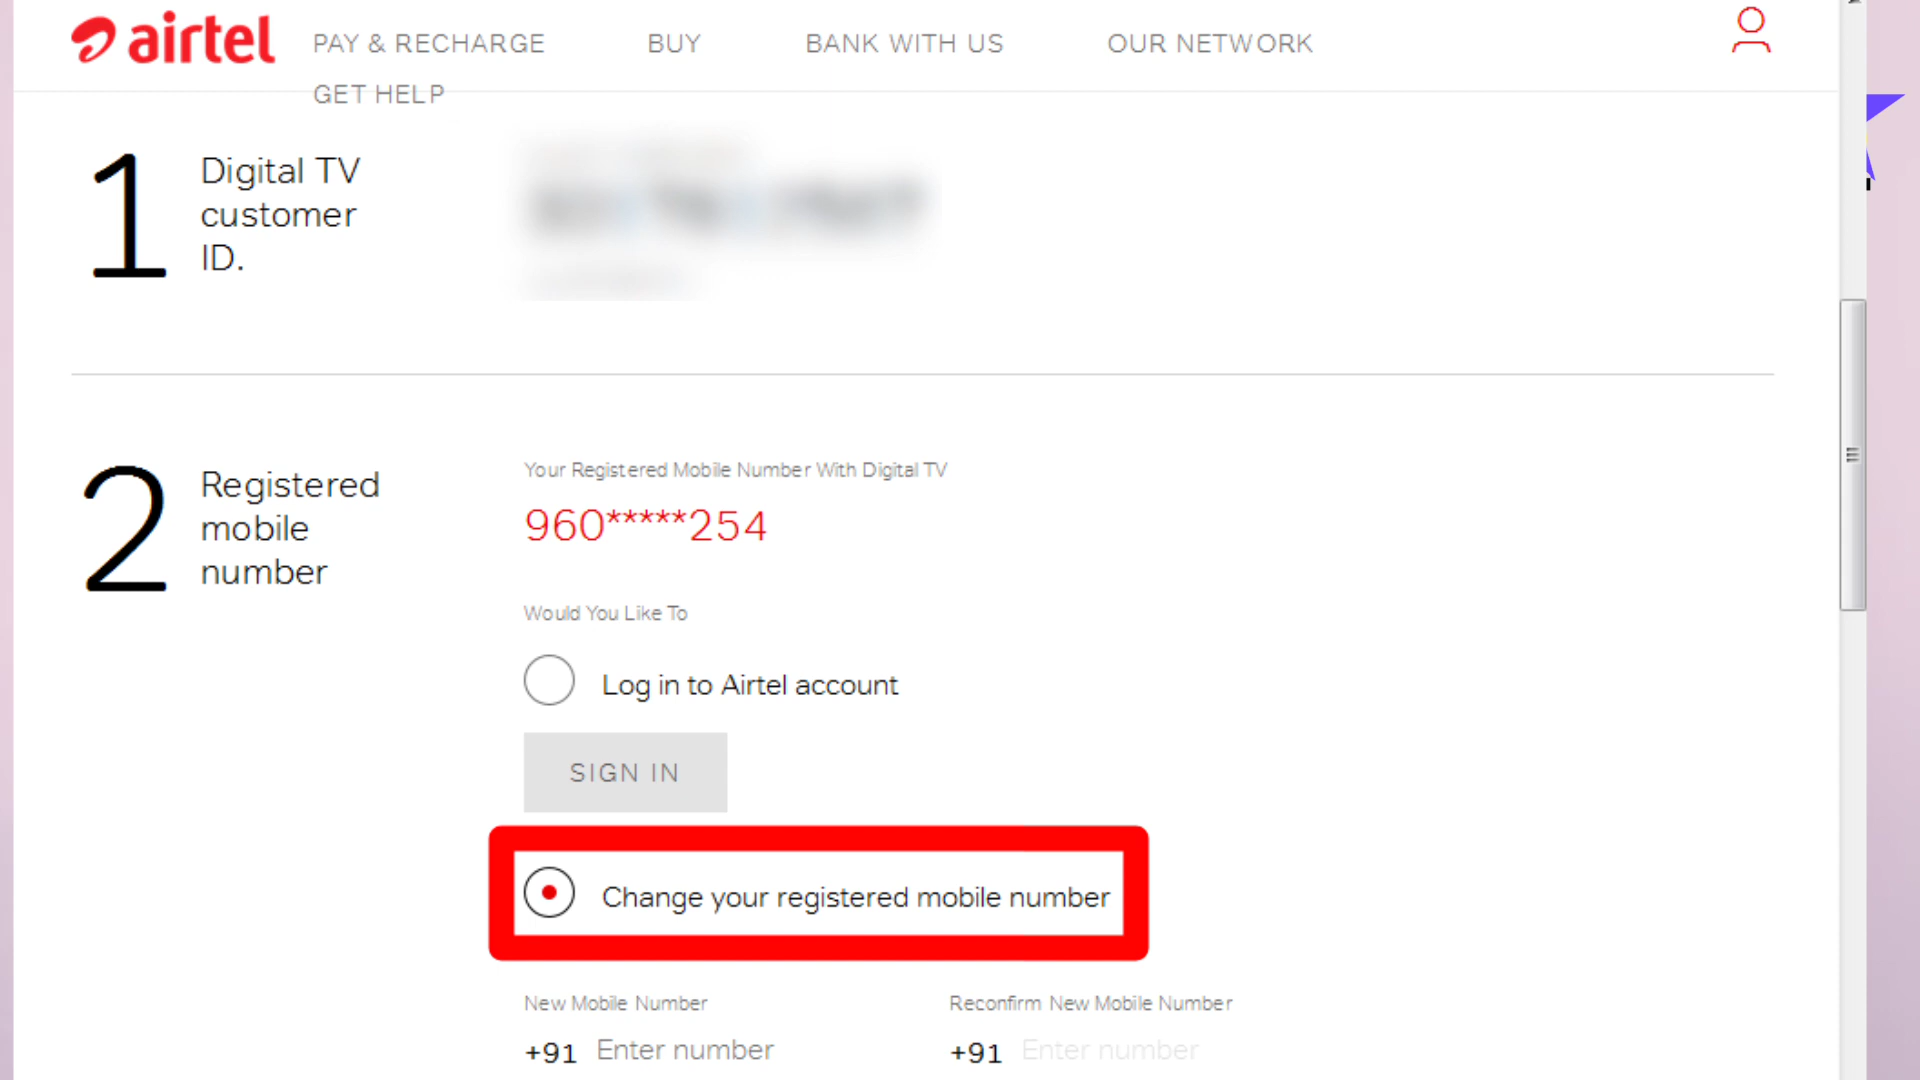 airtel PAY & RECHARGE BUY BANK WITH US OUR NETWORK
GET HELP
1 Digital TV
customer
ID.
2 Registered
mobile
number
Your Registered Mobile Number With Digital TV
960*****254
Would You Like To
Log in to Airtel account
SIGN IN
Change your registered mobile number
New Mobile Number Reconfirm New Mobile Number
+91 Enter number +91 Enter number